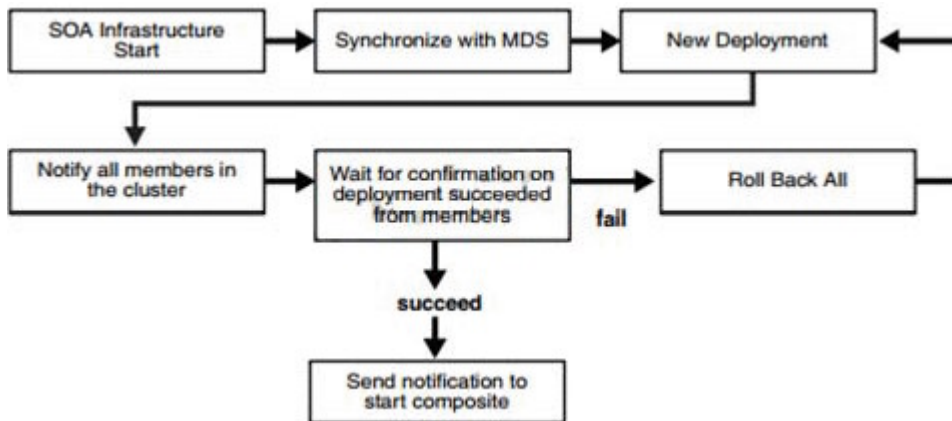 SOA Infrastructure
Start
Synchronize with MDS
New Deployment
Notify all members in
the cluster
Wait for confirmation on
deployment succeeded
from members
fail
Roll Back All
succeed
Send notification to
start composite